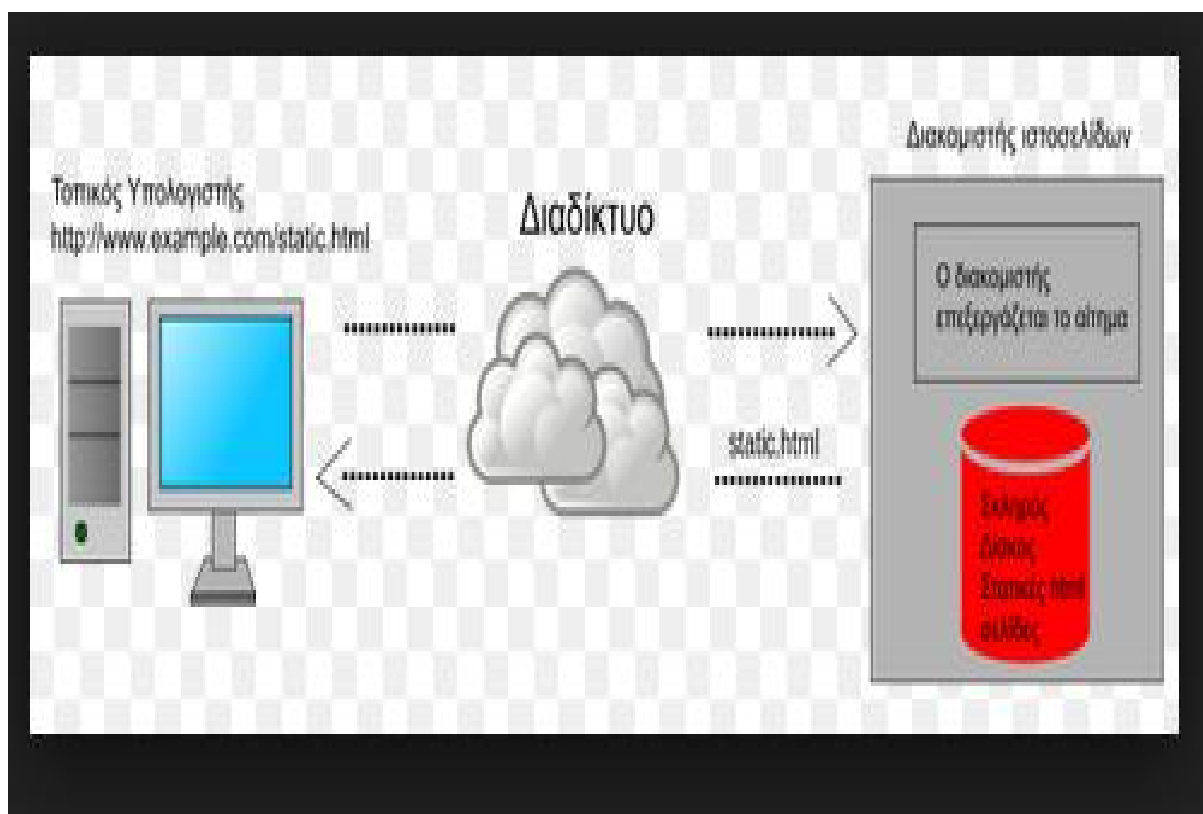 Τοπικός Υπολογιστής
http://www.example.com/static.html
Διαδίκτυο
Διακομιστής ιστοσελίδων
Ο διακομιστής
επεξεργάζεται το αίτημα
static.html
Σκληρός
Δίσκος
Στατικές html
σελίδες